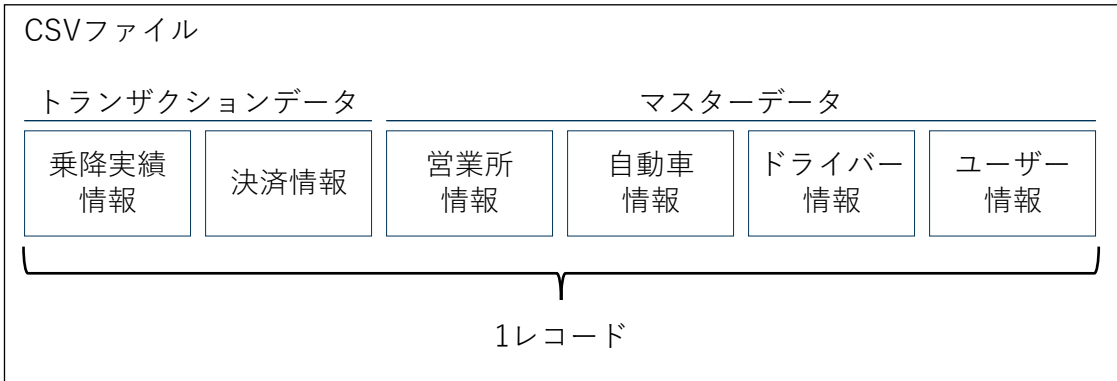 CSVファイル
トランザクションデータ
マスターデータ
乗降実績
情報
決済情報
営業所
情報
自動車
情報
ドライバー
情報
ユーザー
情報
1レコード